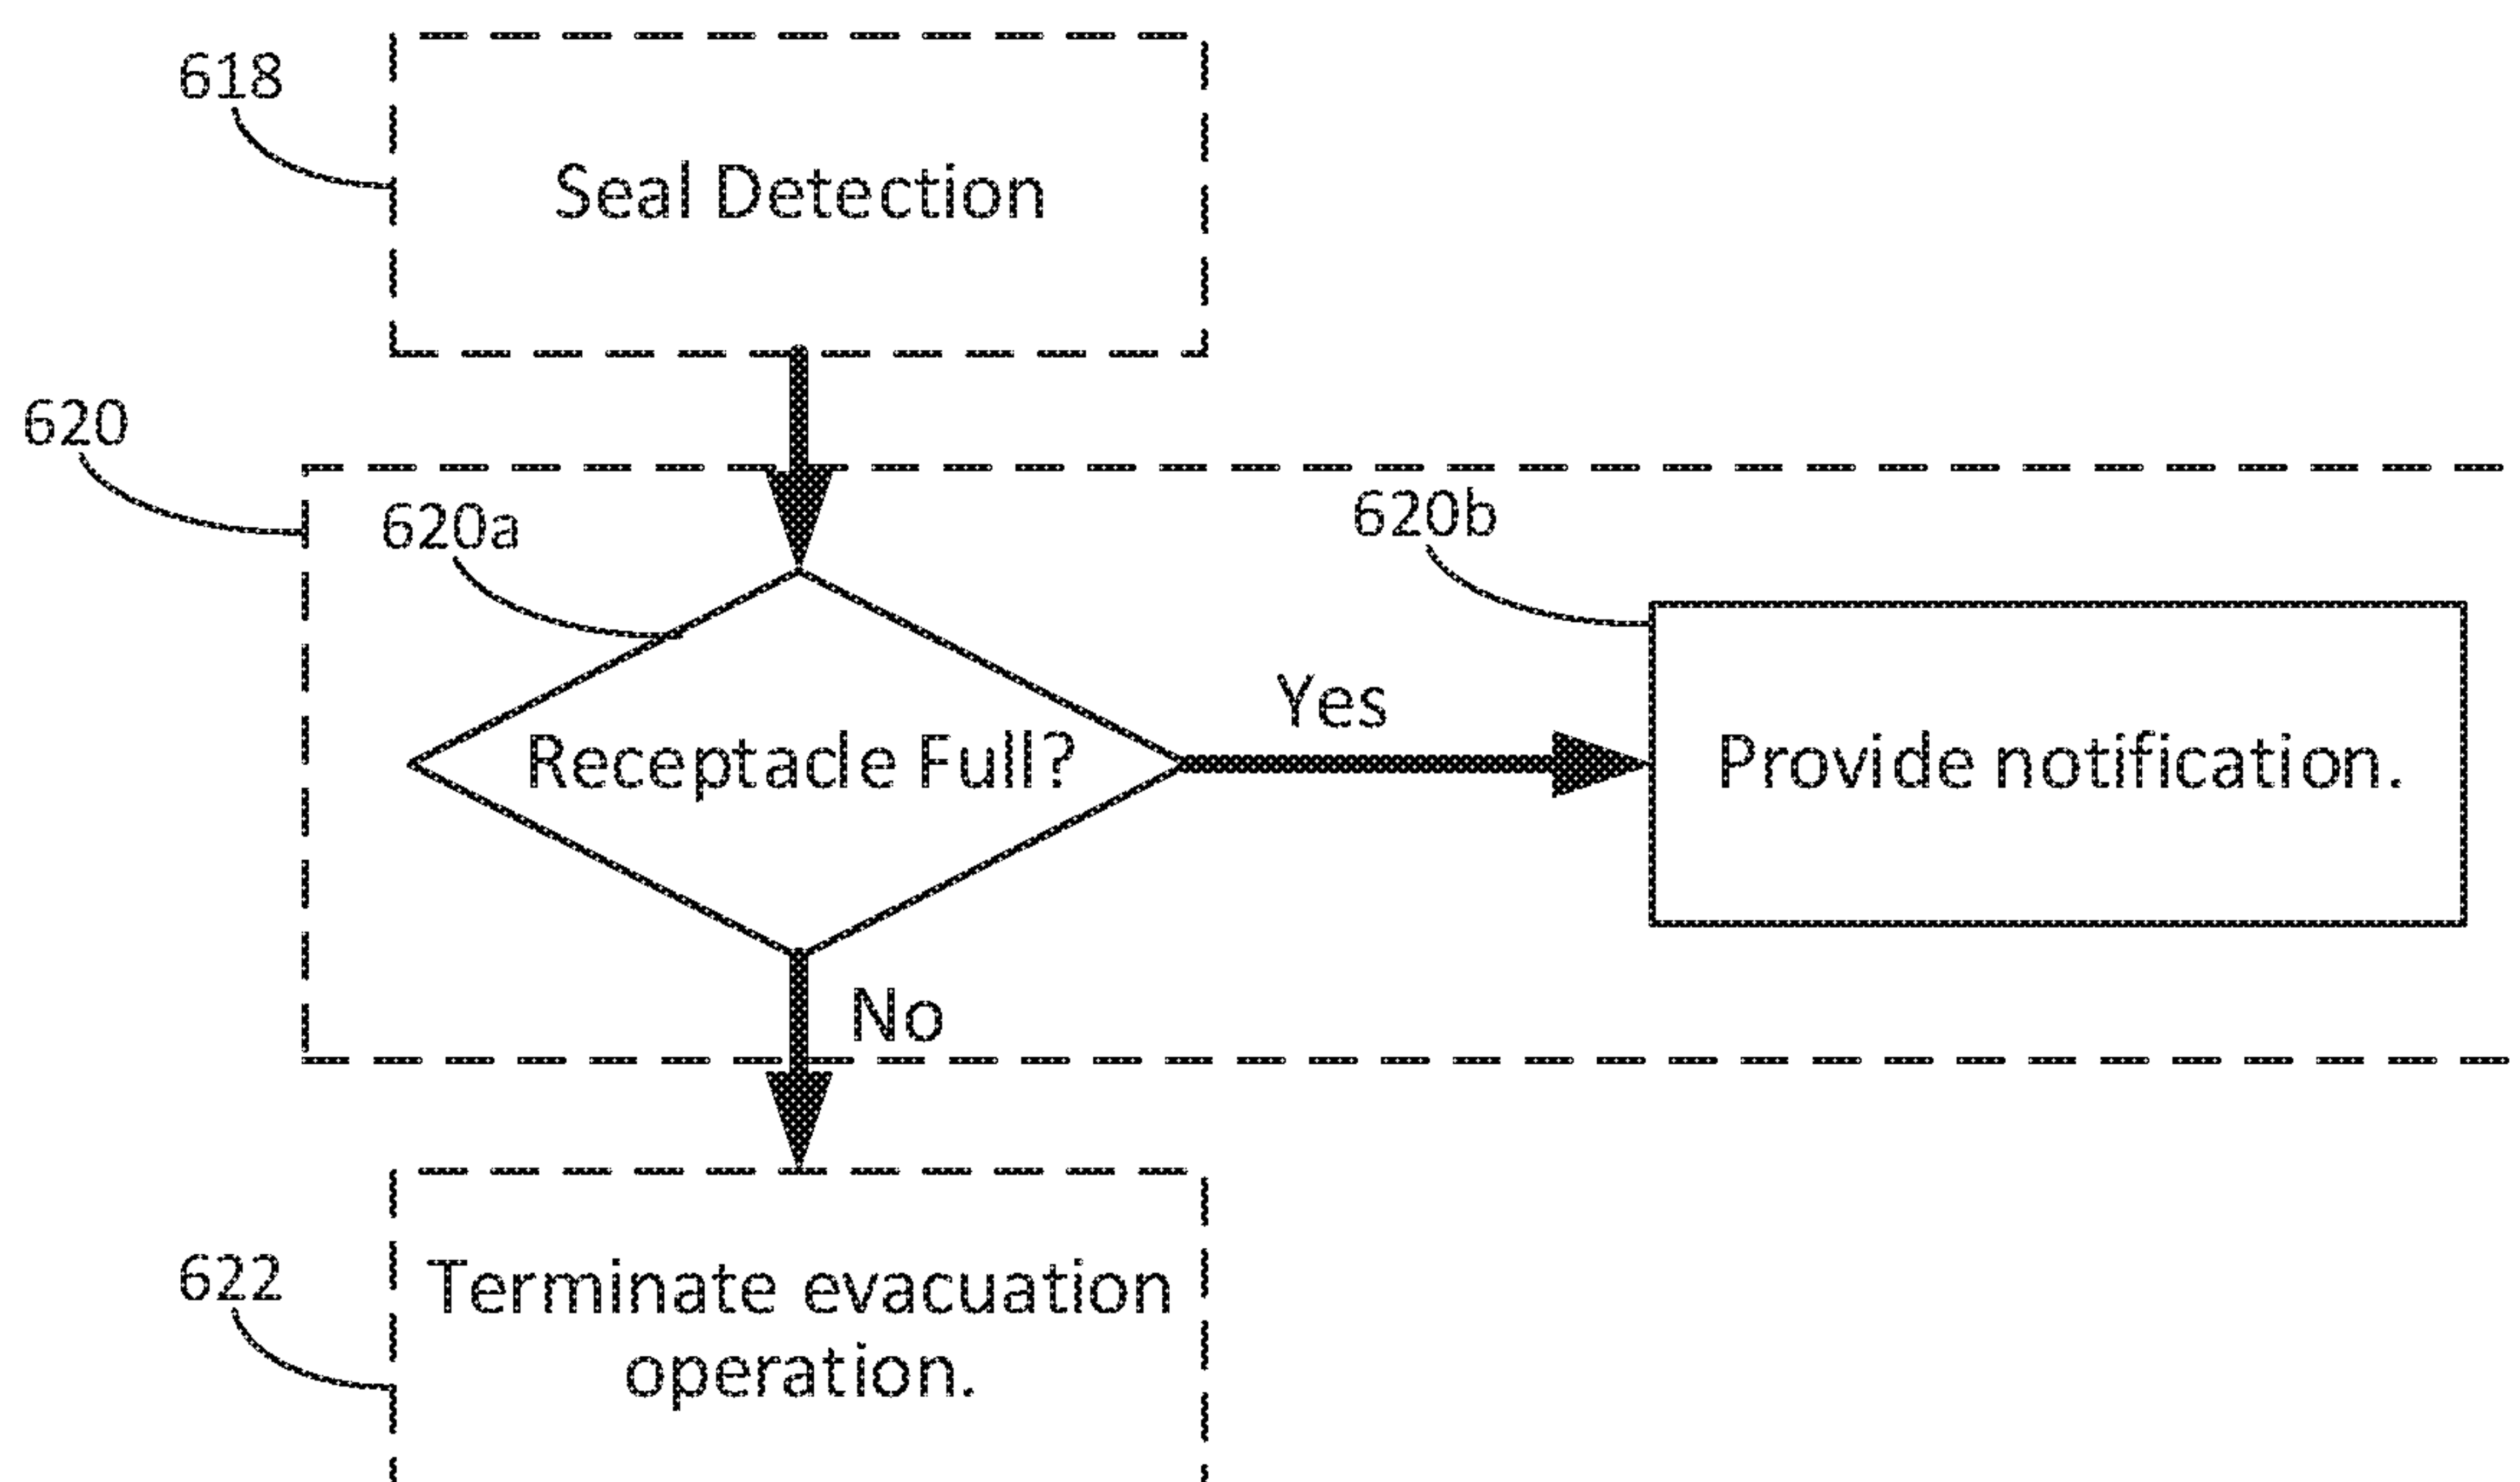 618
Seal Detection
620
620a
620b
Yes
Receptacle Full?
Provide notification.
No
622
Terminate evacuation
operation.